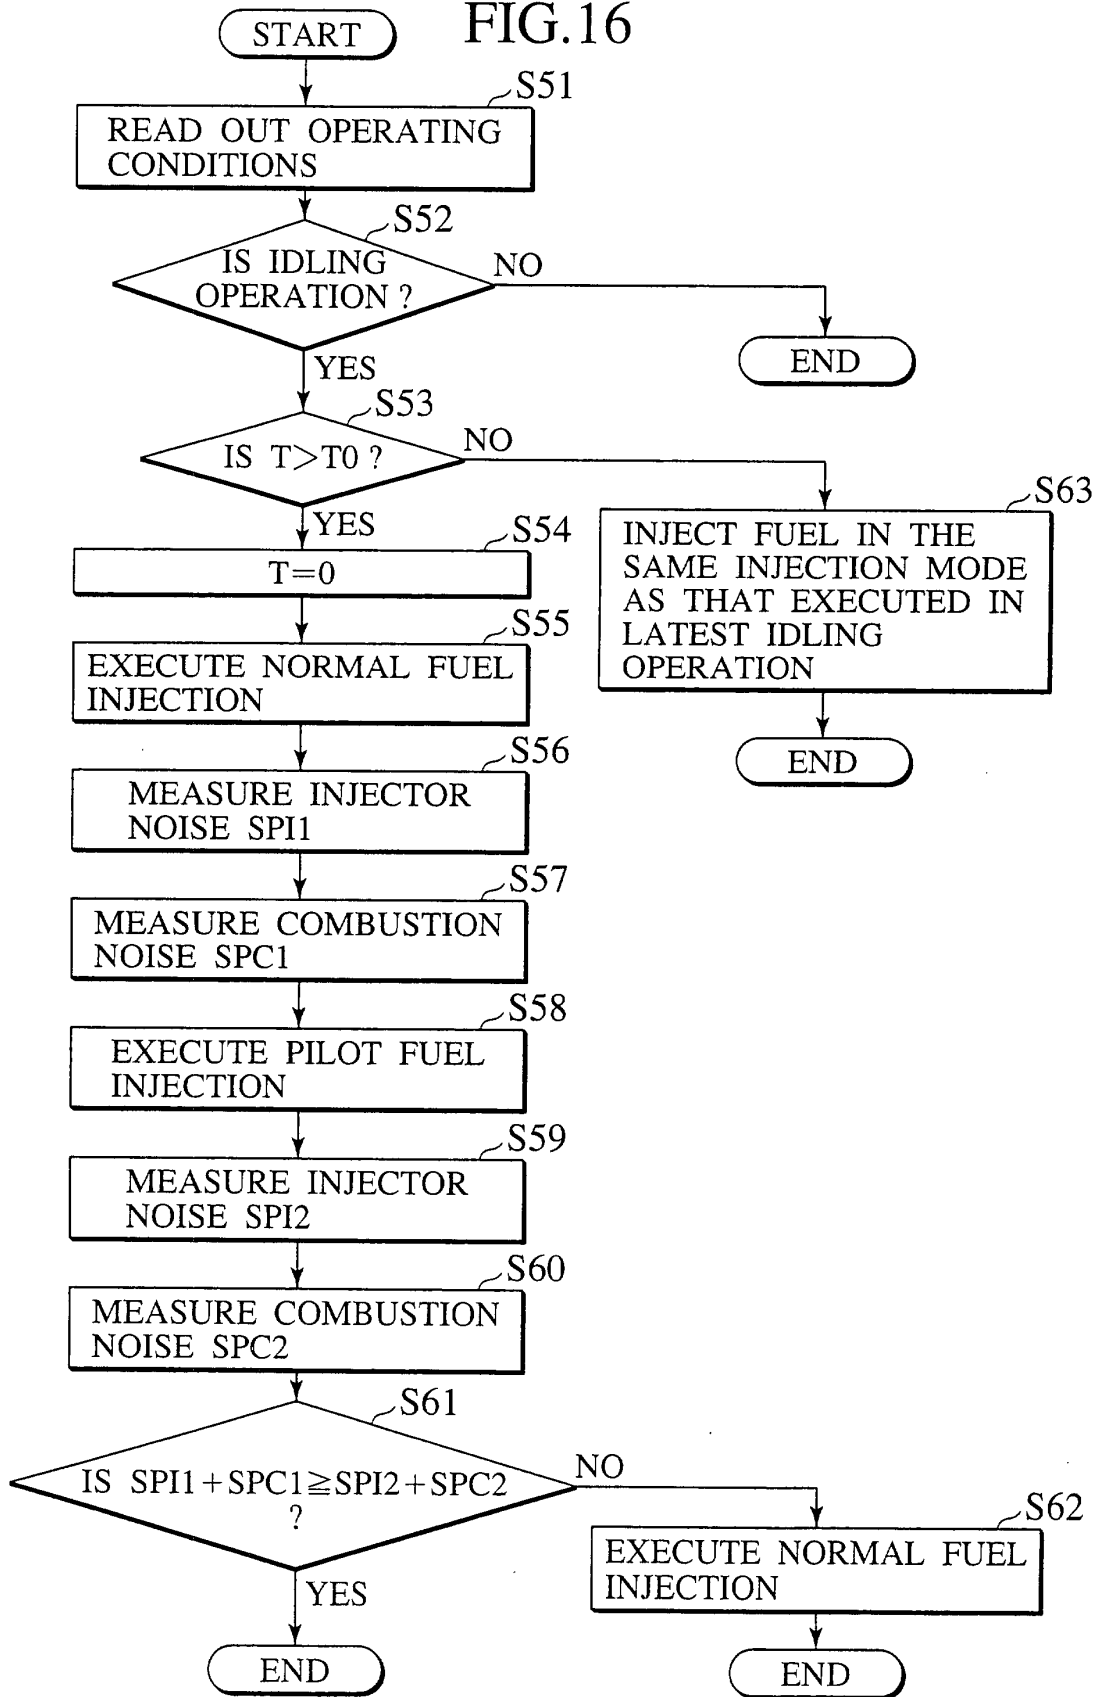 FIG.16
START
S51
READ OUT OPERATING
CONDITIONS
S52
IS IDLING
OPERATION ?
NO
END
YES
S53
IS T>T0 ?
NO
YES
S63
INJECT FUEL IN THE
SAME INJECTION MODE
AS THAT EXECUTED IN
LATEST IDLING
OPERATION
END
S54
T=0
S55
EXECUTE NORMAL FUEL
INJECTION
S56
MEASURE INJECTOR
NOISE SPI1
S57
MEASURE COMBUSTION
NOISE SPC1
S58
EXECUTE PILOT FUEL
INJECTION
S59
MEASURE INJECTOR
NOISE SPI2
S60
MEASURE COMBUSTION
NOISE SPC2
S61
IS SPI1+SPC1≧SPI2+SPC2
?
NO
S62
EXECUTE NORMAL FUEL
INJECTION
YES
END
END